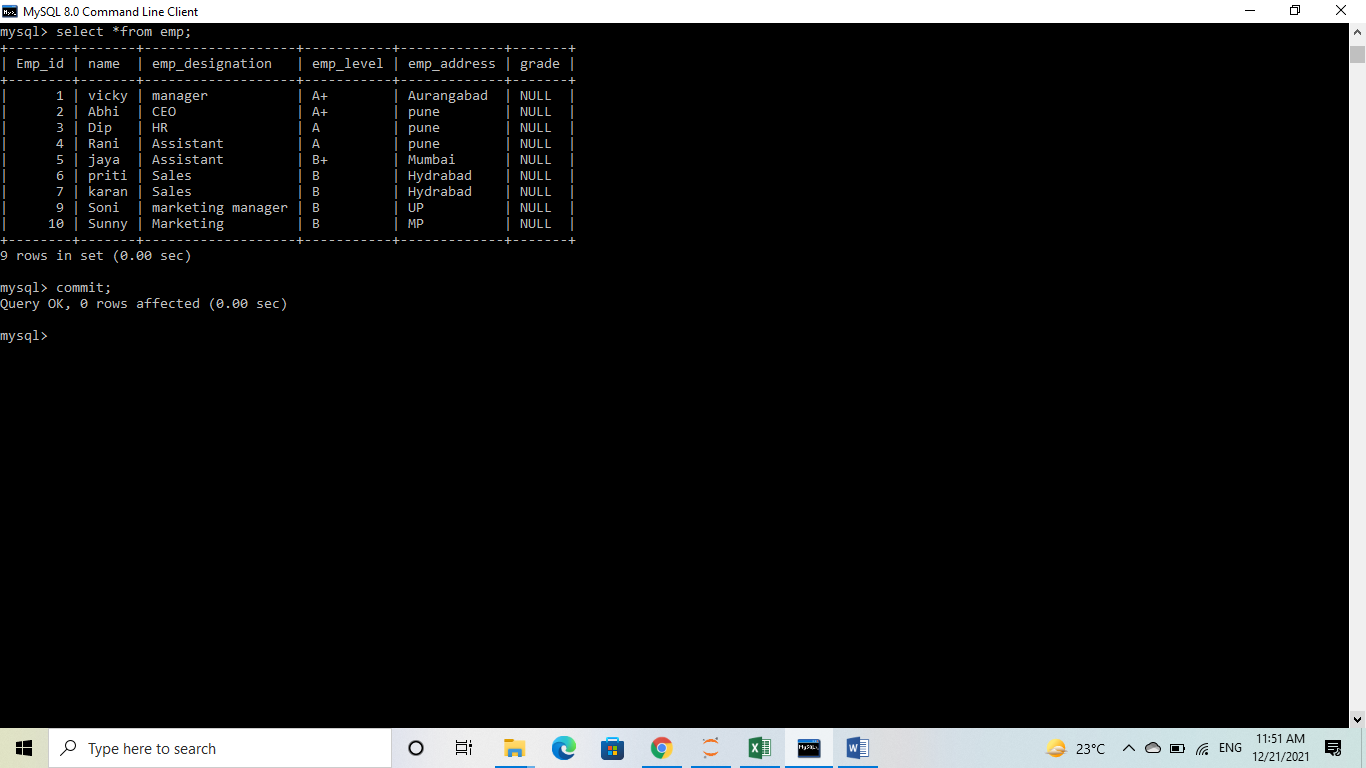 MySQL 8.0 Command Line Client
mysql> select *from emp;
+--------+-------+-------------------+-----------+-------------+-------+
| Emp_id | name  | emp_designation   | emp_level | emp_address | grade |
+--------+-------+-------------------+-----------+-------------+-------+
|      1 | vicky | manager           | A+        | Aurangabad  | NULL  |
|      2 | Abhi  | CEO               | A+        | pune        | NULL  |
|      3 | Dip   | HR                | A         | pune        | NULL  |
|      4 | Rani  | Assistant         | A         | pune        | NULL  |
|      5 | jaya  | Assistant         | B+        | Mumbai      | NULL  |
|      6 | priti | Sales             | B         | Hydrabad    | NULL  |
|      7 | karan | Sales             | B         | Hydrabad    | NULL  |
|      9 | Soni  | marketing manager | B         | UP          | NULL  |
|     10 | Sunny | Marketing         | B         | MP          | NULL  |
+--------+-------+-------------------+-----------+-------------+-------+
9 rows in set (0.00 sec)
mysql> commit;
Query OK, 0 rows affected (0.00 sec)
mysql>
Type here to search
23°C
ENG
11:51 AM
12/21/2021